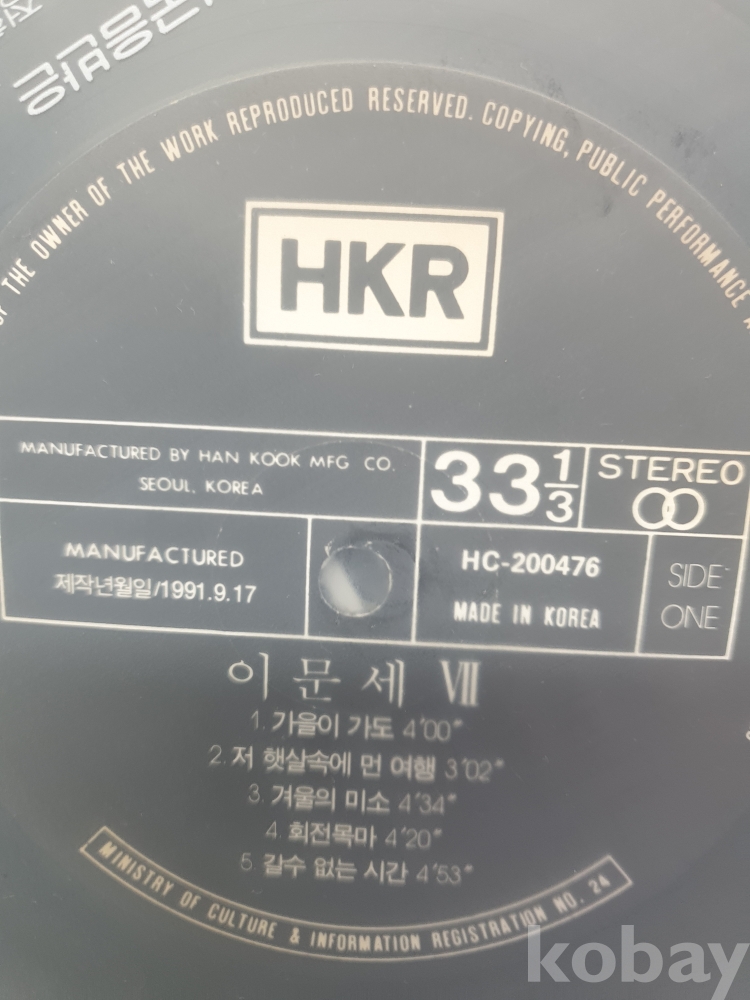 금융문
OF THE OWNER OF THE WORK REPRODUCED RESERVED. COPYING, PUBLIC PERFORMANCE
HKR
MANUFACTURED BY HAN KOOK MFG CO.
SEOUL, KOREA
33 1/3
STEREO
MANUFACTURED
제작년월일/1991.9.17
HC-200476
MADE IN KOREA
SIDE
ONE
이문세 Ⅶ
1. 가을이 가도 4'00"
2. 저 햇살속에 먼 여행 3'02"
3. 겨울의 미소 4'34"
4. 회전목마 4'20"
5. 갈수 없는 시간 4'53"
MINISTRY OF CULTURE & INFORMATION REGISTRATION NO. 24
kobay